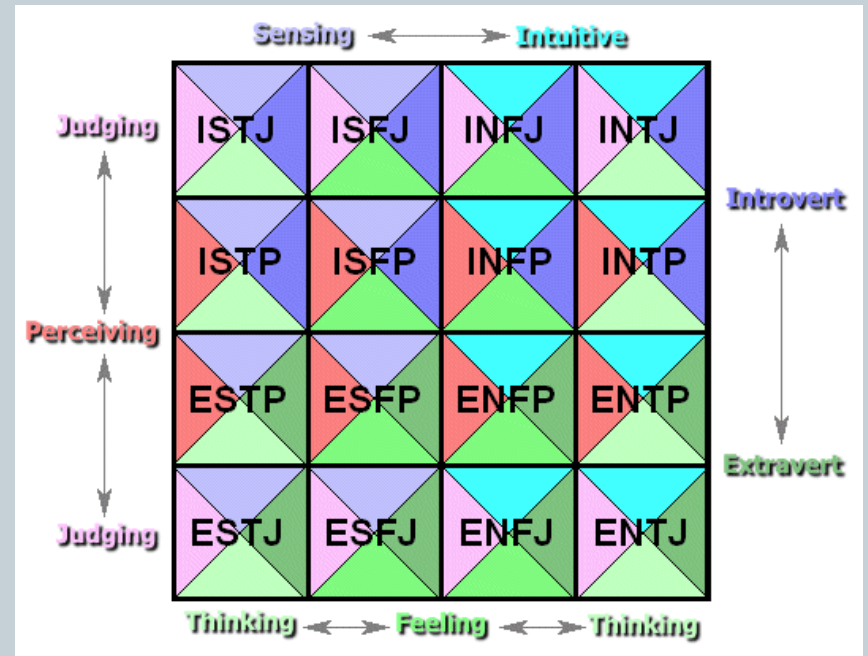 Sensing Intuitive
Judging ISTJ ISFJ INFJ INTJ
Introvert
ISTP ISFP INFP INTP
Perceiving
ESTP ESFP ENFP ENTP
Extravert
Judging ESTJ ESFJ ENFJ ENTJ
Thinking Feeling Thinking